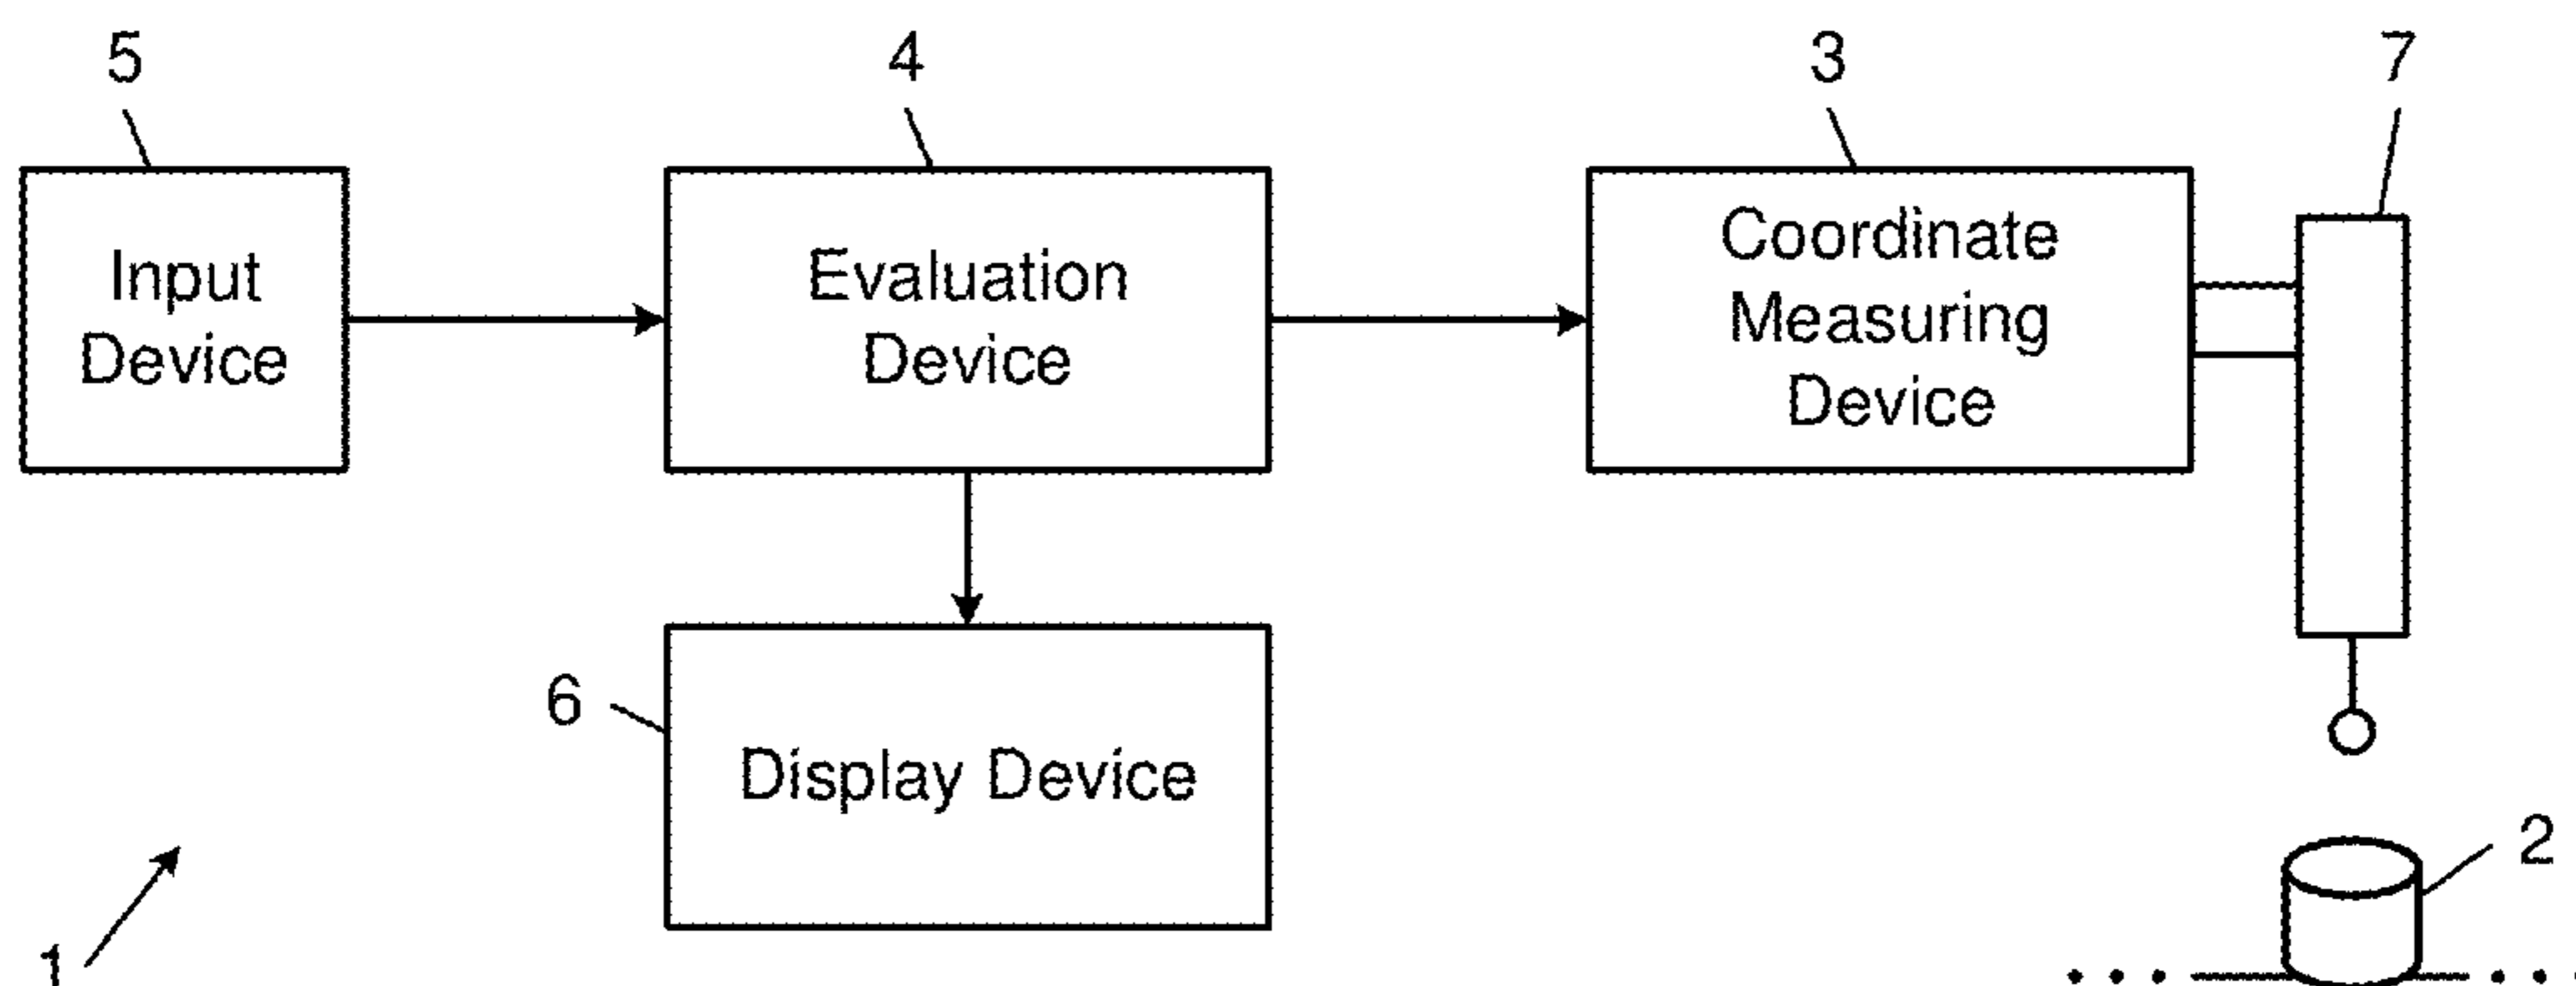 5
4
3
7
Input
Device
Evaluation
Device
Coordinate
Measuring
Device
6
Display Device
2
1